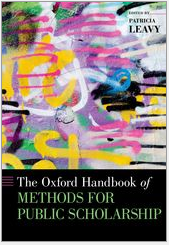 EDITED BY
PATRICIA
LEAVY
The Oxford Handbook of
METHODS FOR
PUBLIC SCHOLARSHIP